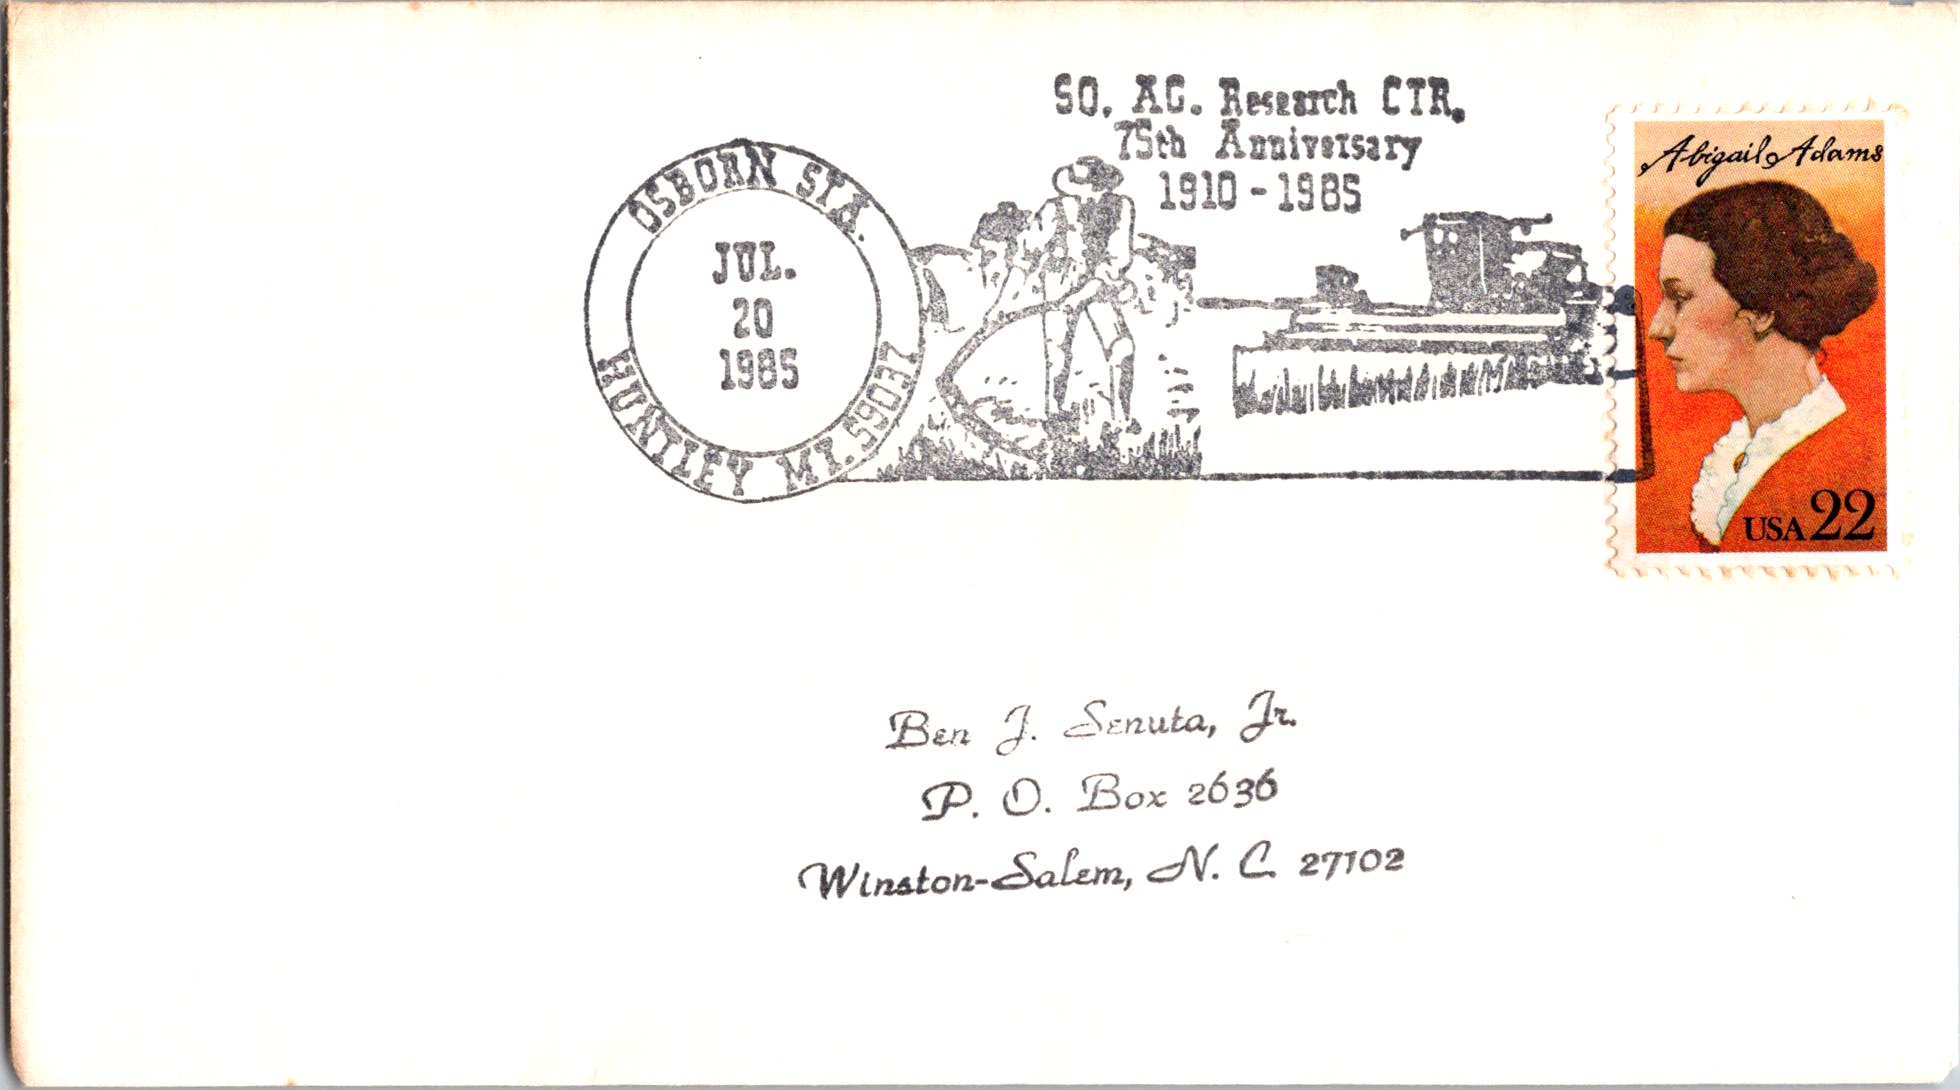 SO. AG. Research CTR.
75th Anniversary
1910 - 1985
OSBORN STA.
JUL.
20
1985
HUNTLEY MT. 59037
Abigail Adams
USA 22
Ben J. Senuta, Jr.
P. O. Box 2636
Winston-Salem, N. C. 27102